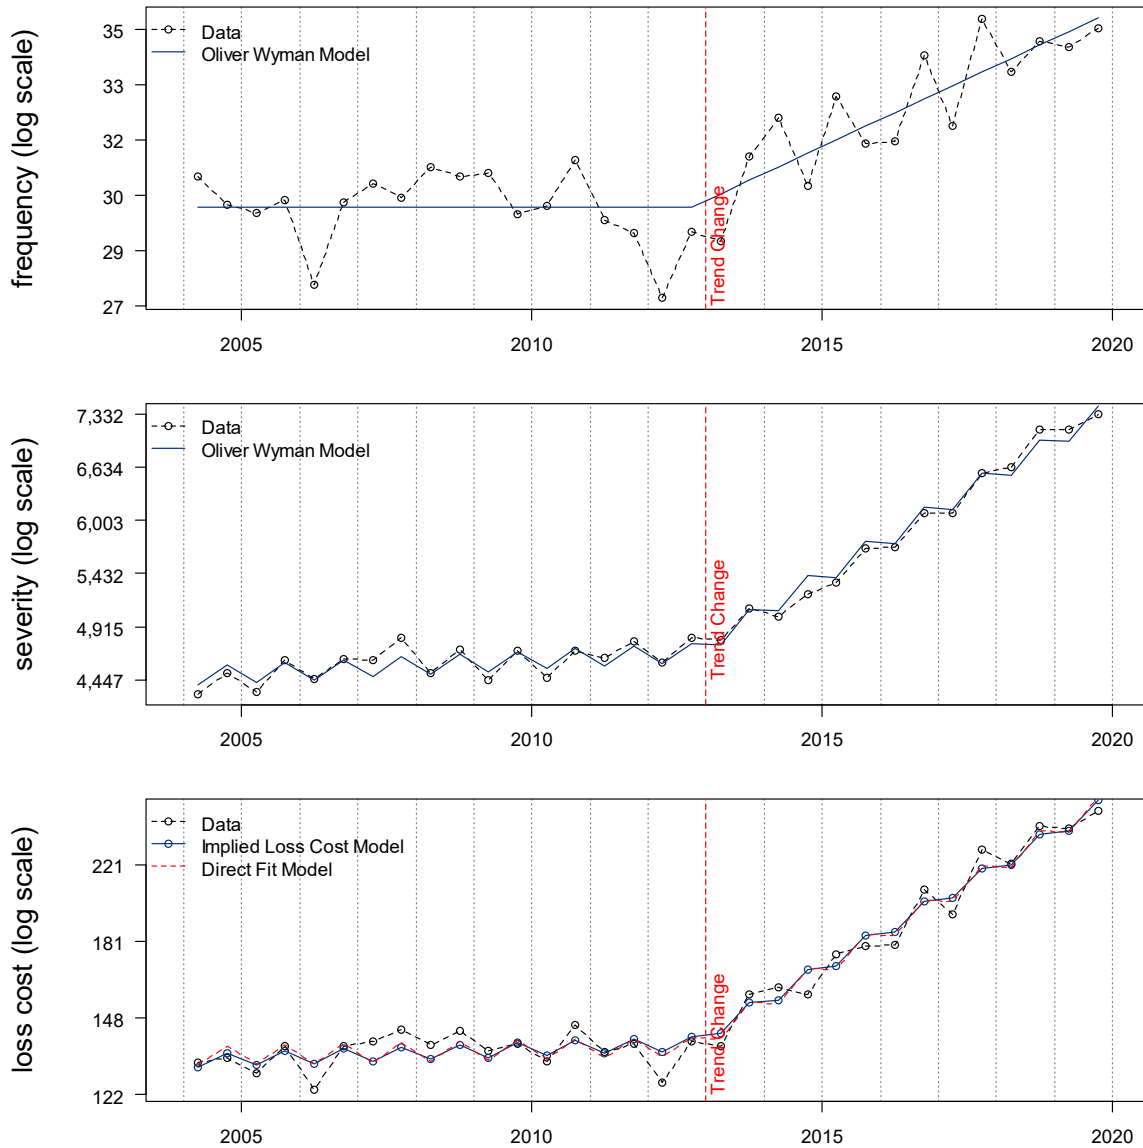 frequency (log scale)
35
33
32
30
29
27
Data
Oliver Wyman Model
Trend Change
2005
2010
2015
2020
severity (log scale)
7,332
6,634
6,003
5,432
4,915
4,447
Data
Oliver Wyman Model
Trend Change
2005
2010
2015
2020
loss cost (log scale)
221
181
148
122
Data
Implied Loss Cost Model
Direct Fit Model
Trend Change
2005
2010
2015
2020